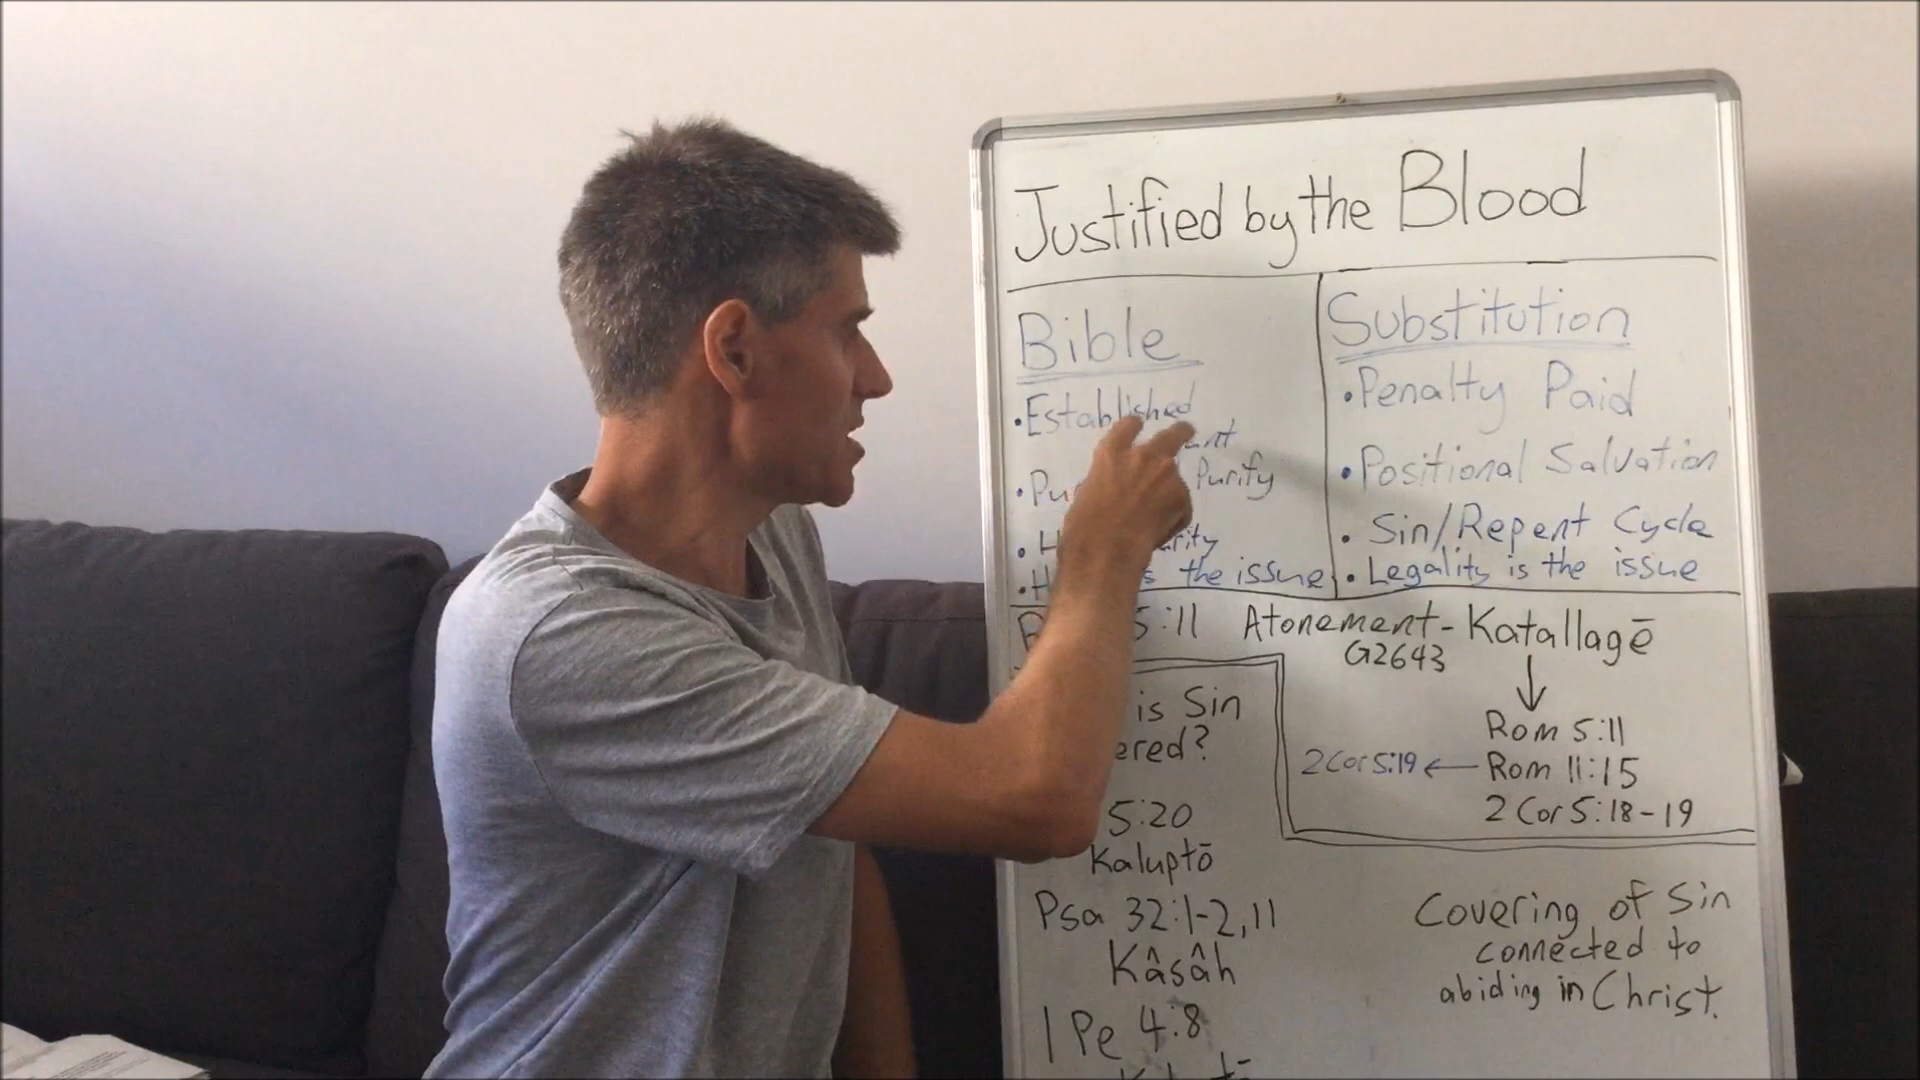 Justified by the Blood
Bible
• Established
Purify
• H
• H the issue
Substitution
• Penalty Paid
• Positional Salvation
• Sin/Repent Cycle
• Legality is the issue
5:11 Atonement - Katallagē
G2643
Rom 5:11
2 Cor 5:19 ← Rom 11:15
2 Cor 5:18-19
is Sin
ered?
5:20
Kaluptō
Psa 32:1-2,11
Kâsâh
1 Pe 4:8
Covering of Sin
connected to
abiding in Christ.